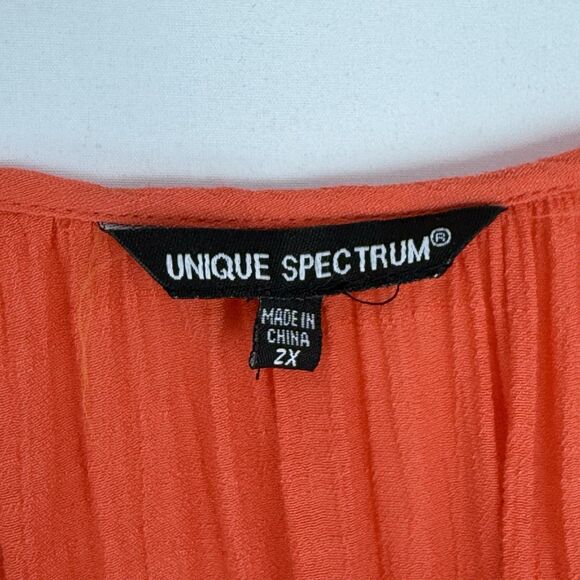 UNIQUE SPECTRUM®
MADE IN
CHINA
2X